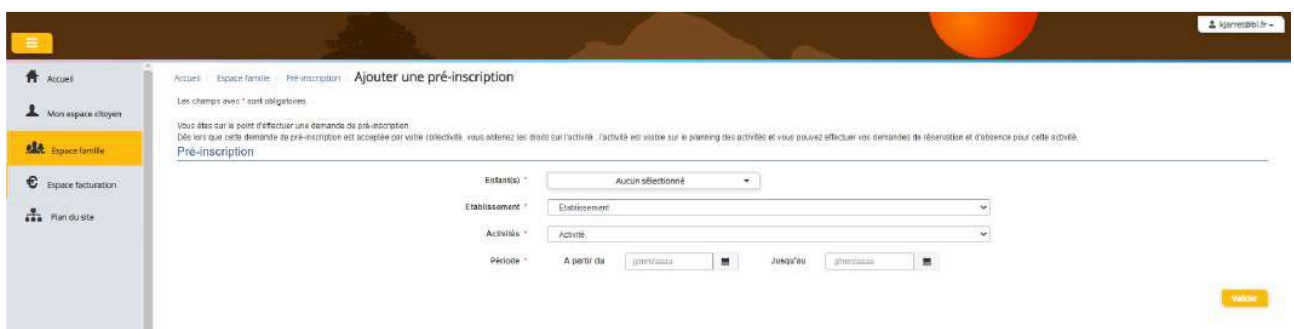 kjarret@bl.fr
Accueil
Mon espace citoyen
Espace famille
Espace facturation
Plan du site
Accueil / Espace famille / Pré-inscription / Ajouter une pré-inscription
Les champs avec * sont obligatoires.
Vous êtes sur le point d'effectuer une demande de pré-inscription.
Dès lors que cette demande de pré-inscription est acceptée par votre collectivité, vous obtenez les droits sur l'activité : l'activité est visible sur le planning des activités et vous pouvez effectuer vos demandes de réservation et d'absence pour cette activité.
Pré-inscription
Enfant(s) * Aucun sélectionné
Etablissement * Etablissement
Activités * Activité
Période * A partir du jj/mm/aaaa Jusqu'au jj/mm/aaaa
Valider